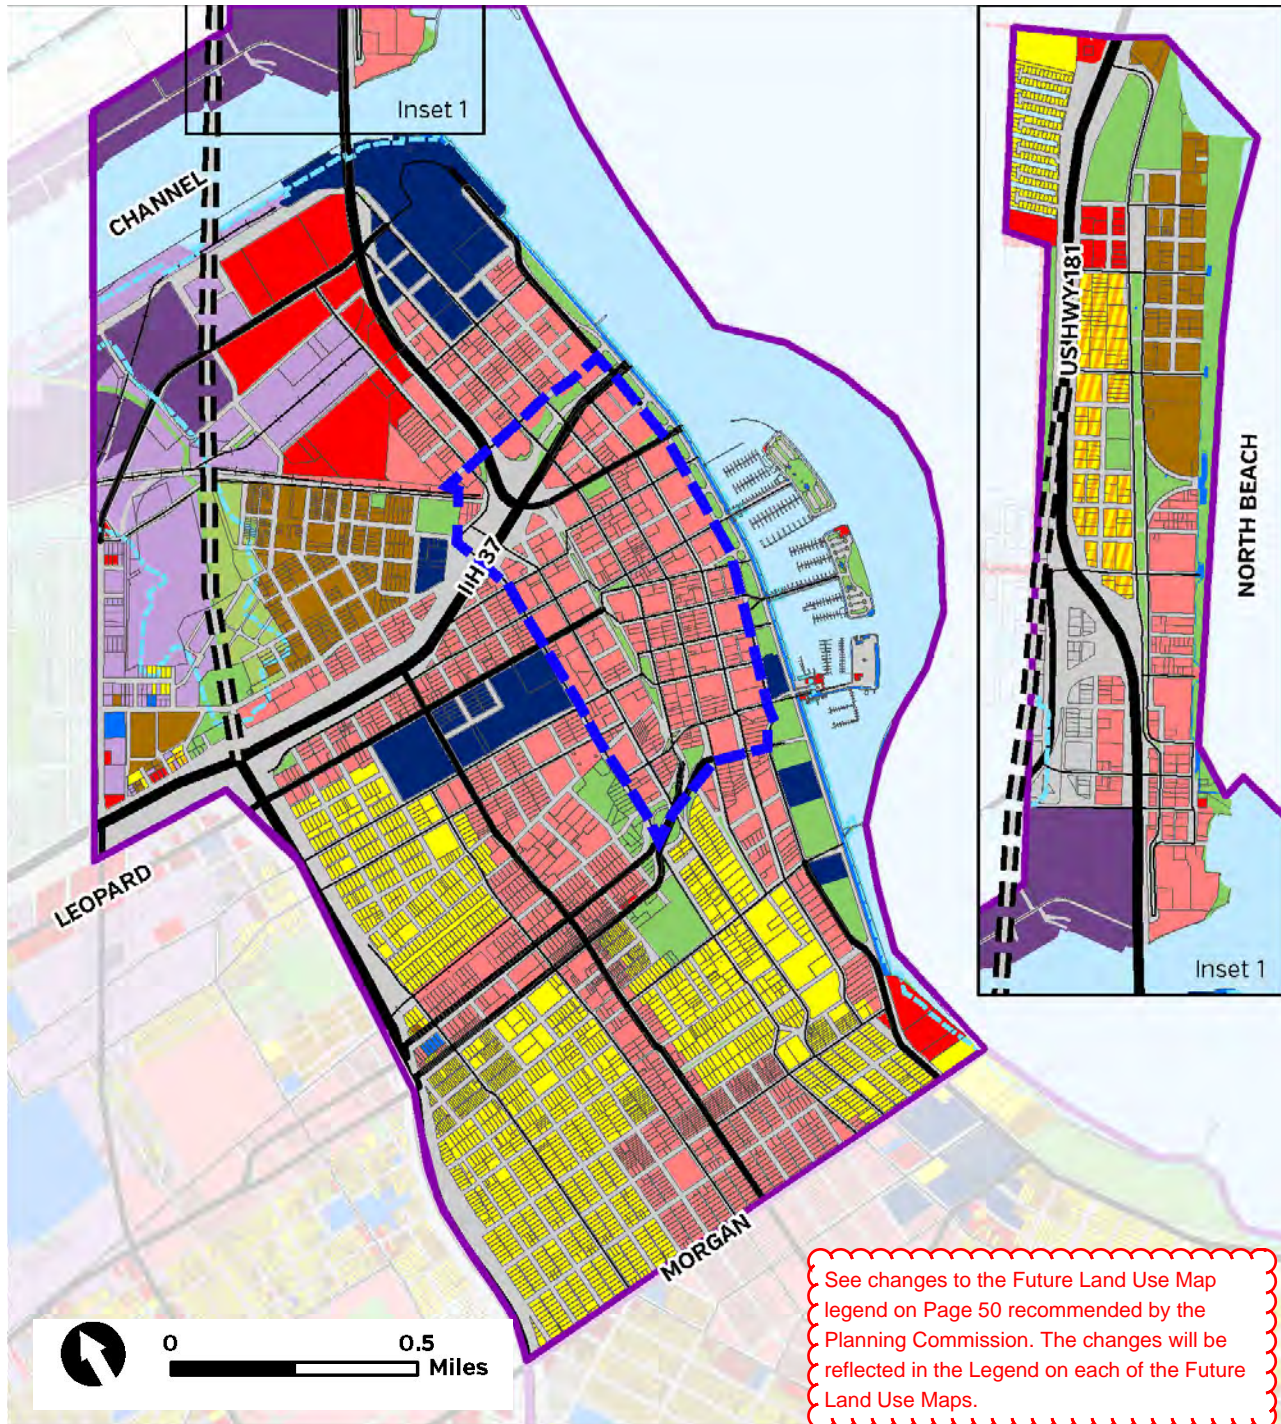 Inset 1
CHANNEL
US HWY 181
NORTH BEACH
IH 37
Inset 1
LEOPARD
MORGAN
0 0.5
Miles
See changes to the Future Land Use Map
legend on Page 50 recommended by the
Planning Commission. The changes will be
reflected in the Legend on each of the Future
Land Use Maps.